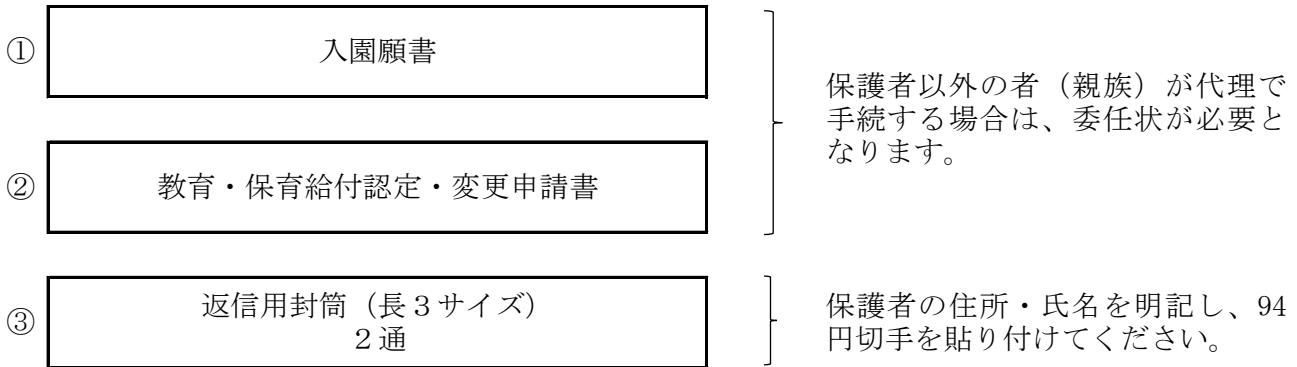 ① 入園願書
保護者以外の者（親族）が代理で
手続する場合は、委任状が必要と
なります。
② 教育・保育給付認定・変更申請書
③ 返信用封筒（長３サイズ）
２通
保護者の住所・氏名を明記し、94
円切手を貼り付けてください。